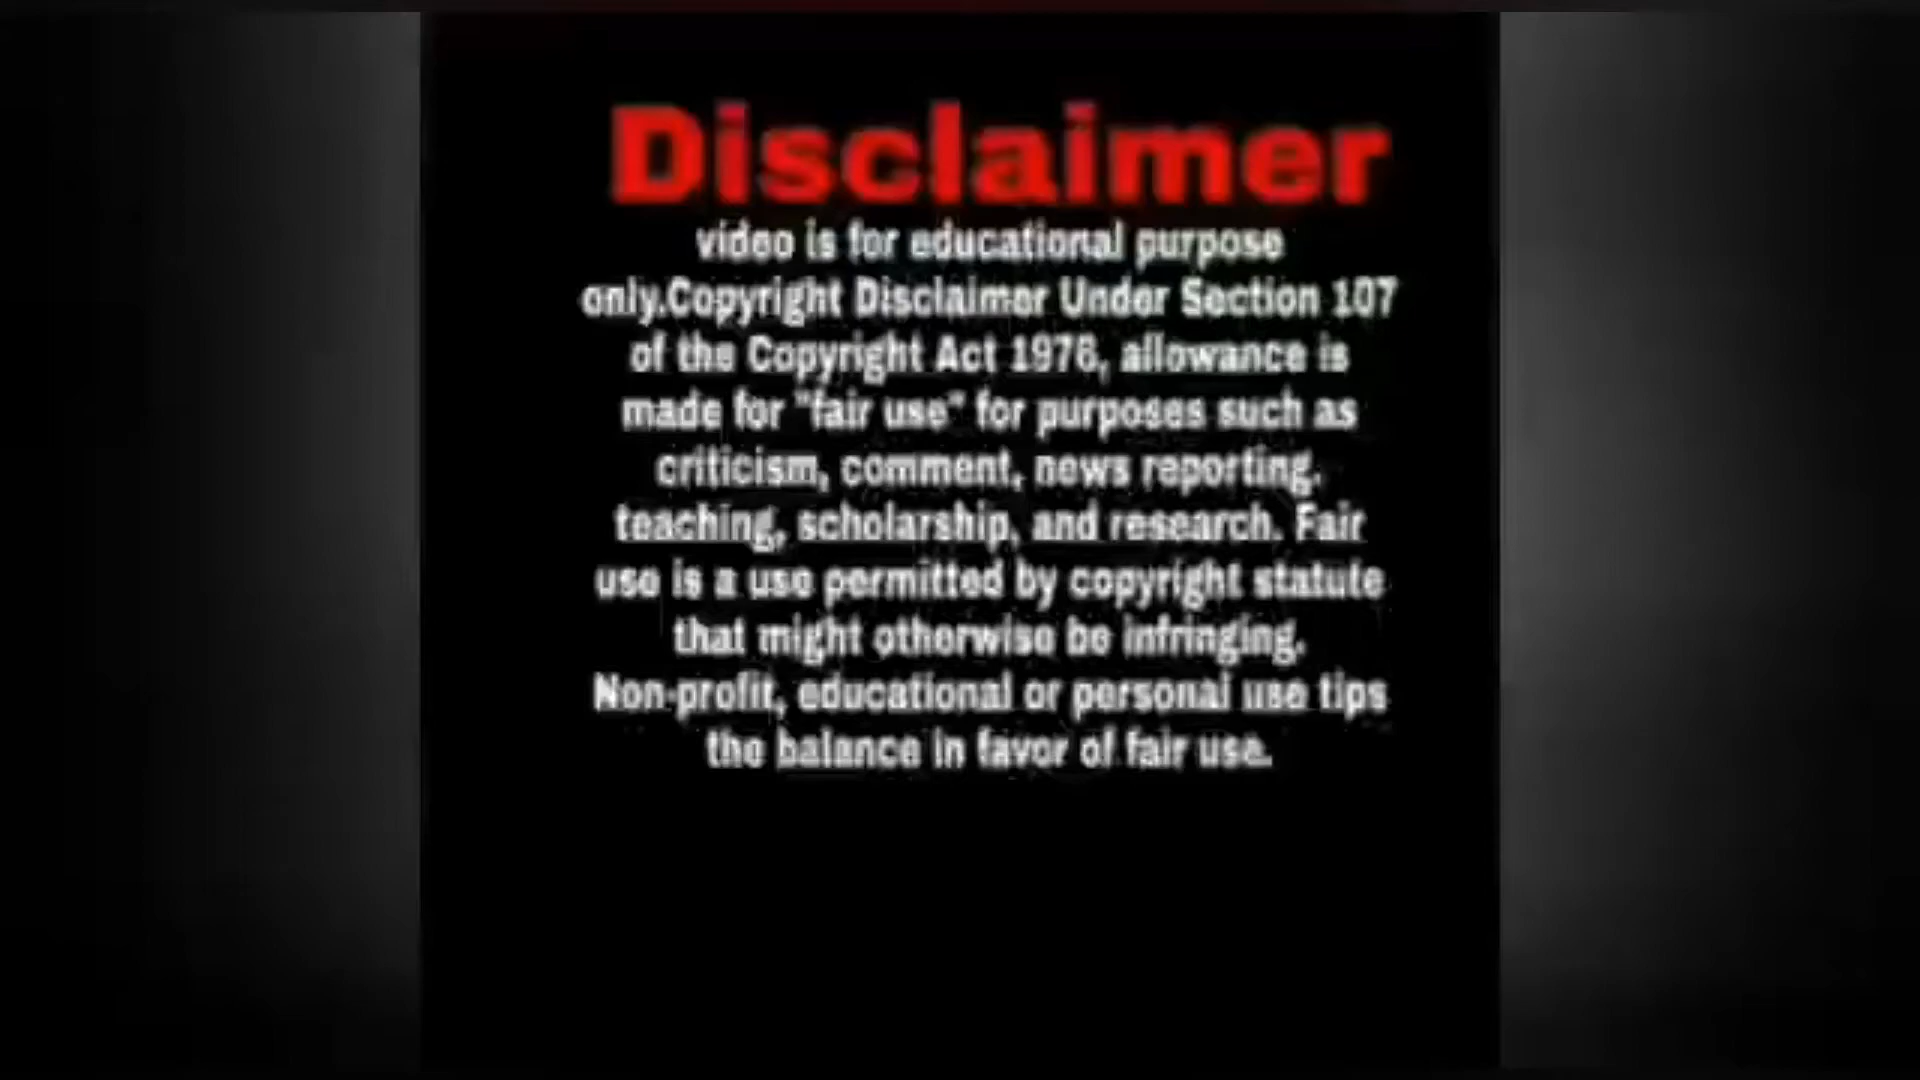 Disclaimer
video is for educational purpose
only.Copyright Disclaimer Under Section 107
of the Copyright Act 1976, allowance is
made for "fair use" for purposes such as
criticism, comment, news reporting,
teaching, scholarship, and research. Fair
use is a use permitted by copyright statute
that might otherwise be infringing.
Non-profit, educational or personal use tips
the balance in favor of fair use.